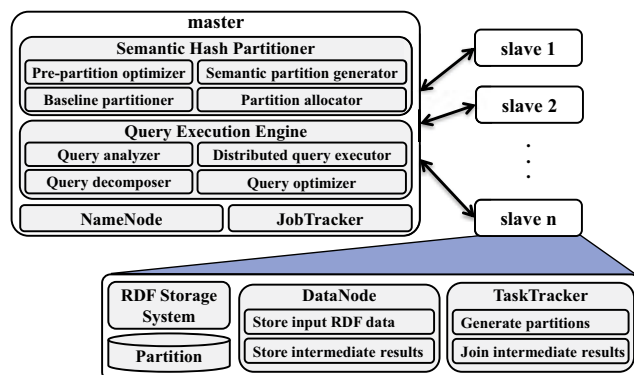 master
Semantic Hash Partitioner
Pre-partition optimizer
Semantic partition generator
Baseline partitioner
Partition allocator
Query Execution Engine
Query analyzer
Distributed query executor
Query decomposer
Query optimizer
NameNode
JobTracker
slave 1
slave 2
. . .
slave n
RDF Storage
System
Partition
DataNode
Store input RDF data
Store intermediate results
TaskTracker
Generate partitions
Join intermediate results